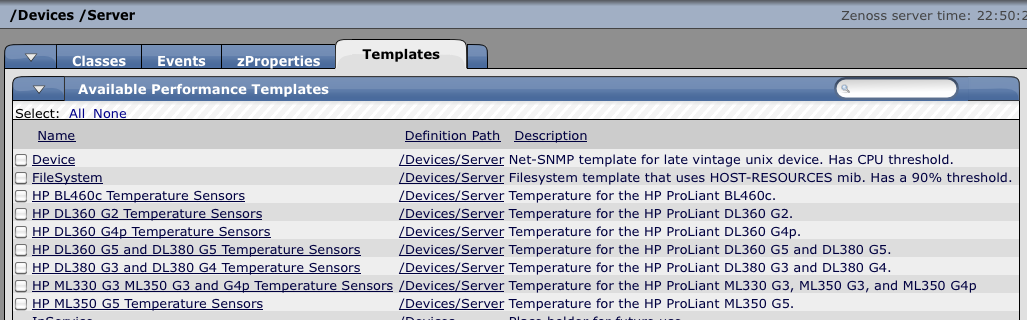 /Devices /Server Zenoss server time: 22:50:2
Classes Events zProperties Templates
Available Performance Templates
Select: All None
Name Definition Path Description
Device /Devices/Server Net-SNMP template for late vintage unix device. Has CPU threshold.
FileSystem /Devices/Server Filesystem template that uses HOST-RESOURCES mib. Has a 90% threshold.
HP BL460c Temperature Sensors /Devices/Server Temperature for the HP ProLiant BL460c.
HP DL360 G2 Temperature Sensors /Devices/Server Temperature for the HP ProLiant DL360 G2.
HP DL360 G4p Temperature Sensors /Devices/Server Temperature for the HP ProLiant DL360 G4p.
HP DL360 G5 and DL380 G5 Temperature Sensors /Devices/Server Temperature for the HP ProLiant DL360 G5 and DL380 G5.
HP DL380 G3 and DL380 G4 Temperature Sensors /Devices/Server Temperature for the HP ProLiant DL380 G3 and DL380 G4.
HP ML330 G3 ML350 G3 and G4p Temperature Sensors /Devices/Server Temperature for the HP ProLiant ML330 G3, ML350 G3, and ML350 G4p
HP ML350 G5 Temperature Sensors /Devices/Server Temperature for the HP ProLiant ML350 G5.